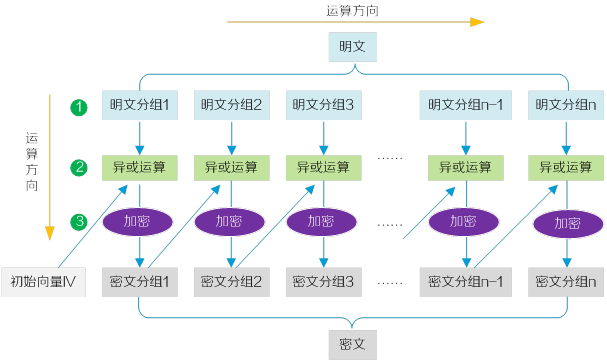 运算方向
明文
运算方向
1 明文分组1 明文分组2 明文分组3 明文分组n-1 明文分组n
2 异或运算 异或运算 异或运算 …… 异或运算 异或运算
3 加密 加密 加密 …… 加密 加密
初始向量IV 密文分组1 密文分组2 密文分组3 …… 密文分组n-1 密文分组n
密文